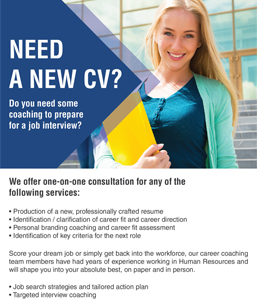 NEED
A NEW CV?
Do you need some
coaching to prepare
for a job interview?
We offer one-on-one consultation for any of the
following services:
• Production of a new, professionally crafted resume
• Identification / clarification of career fit and career direction
• Personal branding coaching and career fit assessment
• Identification of key criteria for the next role
Score your dream job or simply get back into the workforce, our career coaching
team members have had years of experience working in Human Resources and
will shape you into your absolute best, on paper and in person.
• Job search strategies and tailored action plan
• Targeted interview coaching